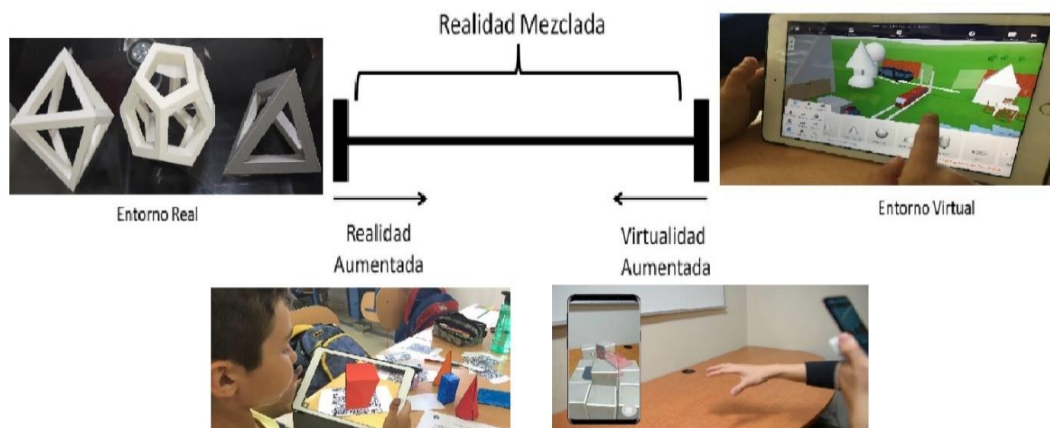 Realidad Mezclada
Entorno Real
Entorno Virtual
Realidad
Aumentada
Virtualidad
Aumentada